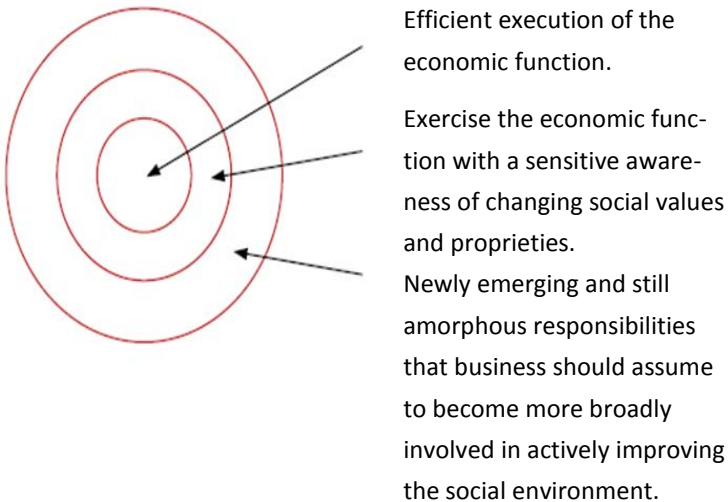 Efficient execution of the
economic function.
Exercise the economic func-
tion with a sensitive aware-
ness of changing social values
and proprieties.
Newly emerging and still
amorphous responsibilities
that business should assume
to become more broadly
involved in actively improving
the social environment.